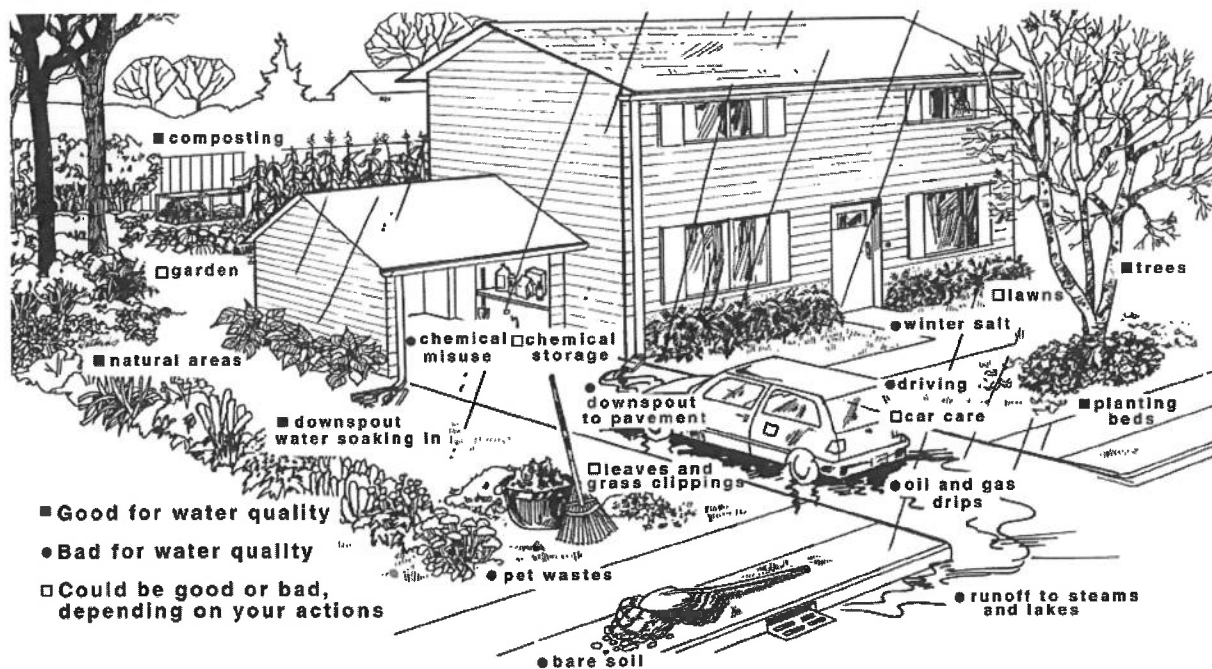 ■ composting
□ garden
■ natural areas
● chemical
misuse
□ chemical
storage
■ downspout
water soaking in
● downspout
to pavement
□ lawns
■ trees
● winter salt
● driving
□ car care
■ planting
beds
□ leaves and
grass clippings
● oil and gas
drips
● pet wastes
● runoff to steams
and lakes
● bare soil
■ Good for water quality
● Bad for water quality
□ Could be good or bad,
depending on your actions